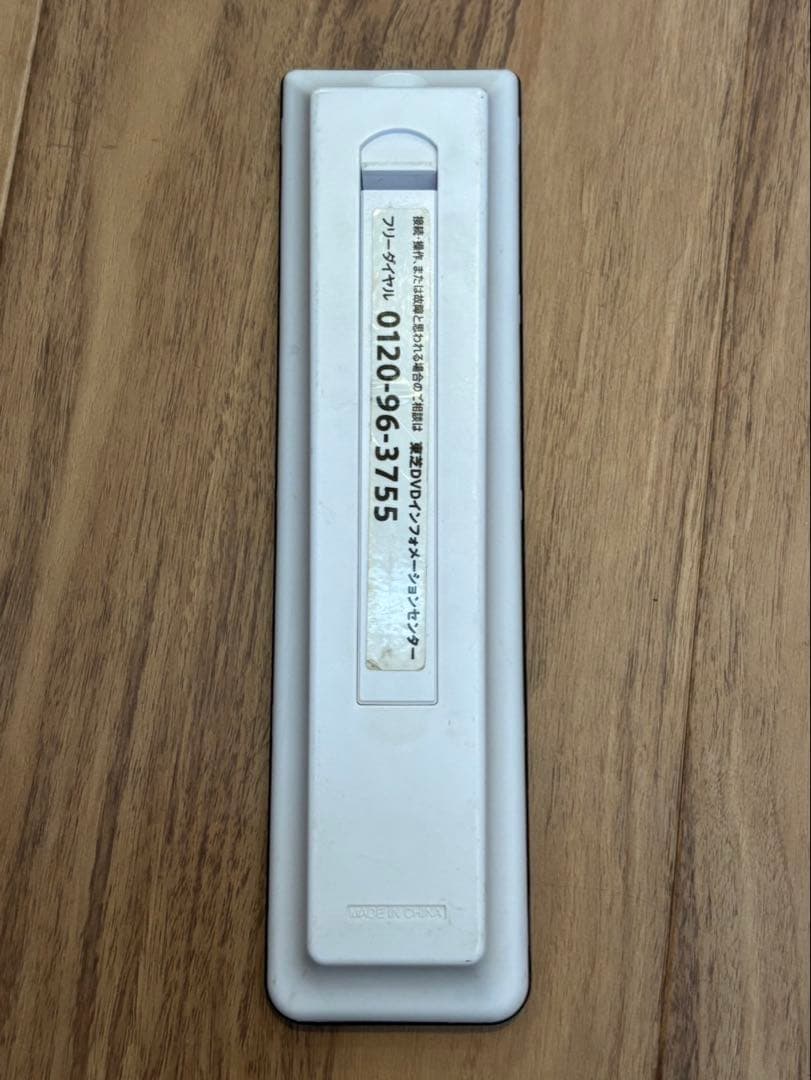 接続・操作、または故障と思われる場合のご相談は 東芝DVDインフォメーションセンター
フリーダイヤル 0120-96-3755
MADE IN CHINA